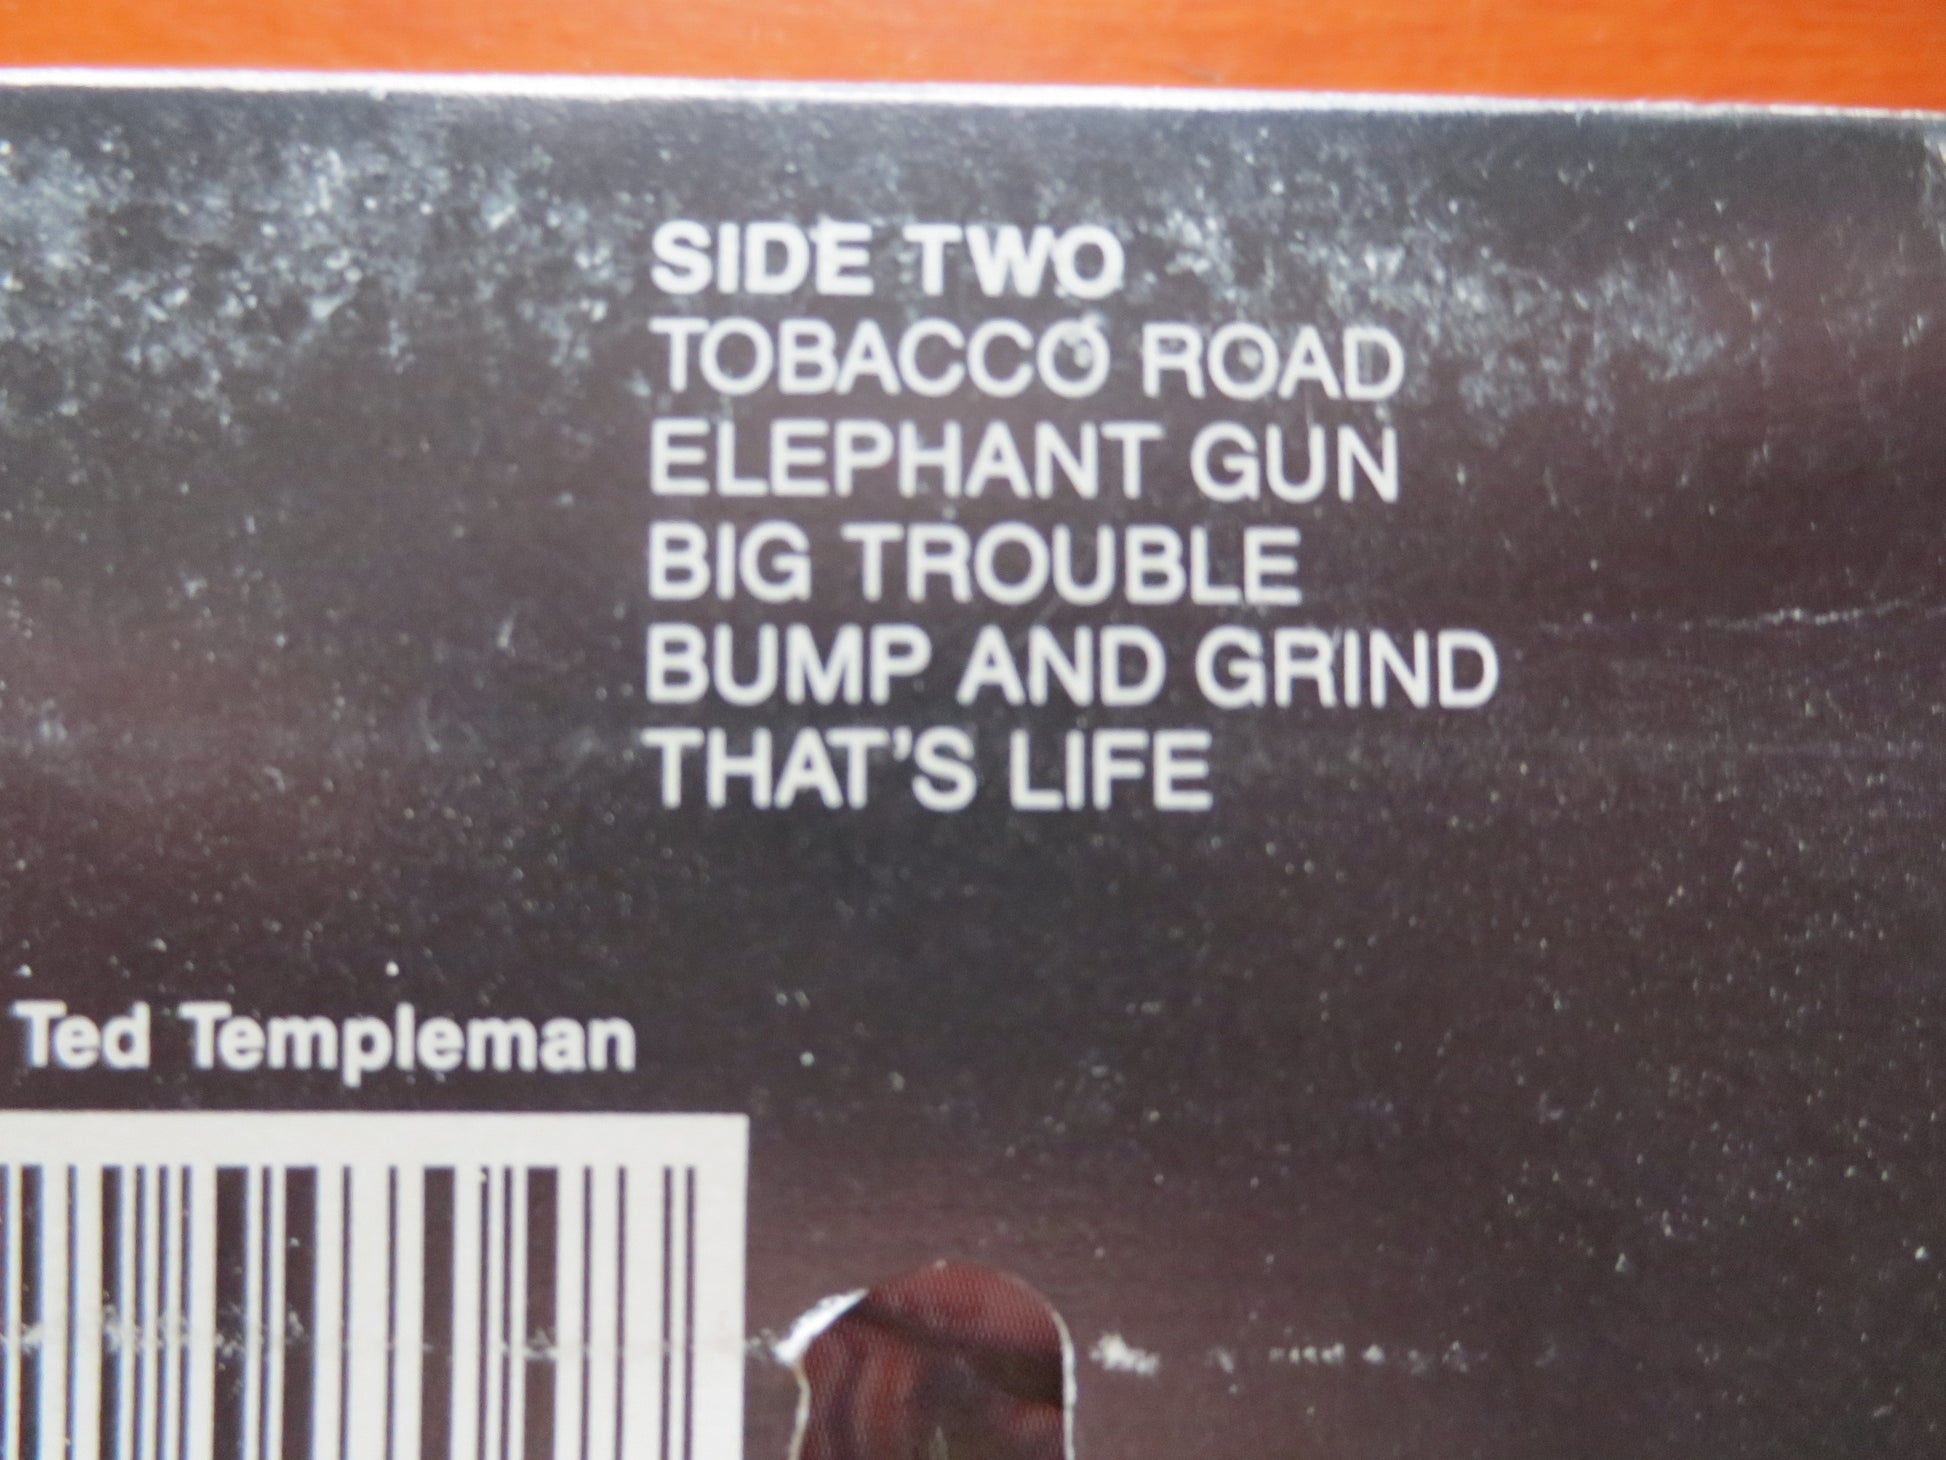 SIDE TWO
TOBACCO ROAD
ELEPHANT GUN
BIG TROUBLE
BUMP AND GRIND
THAT'S LIFE
Ted Templeman